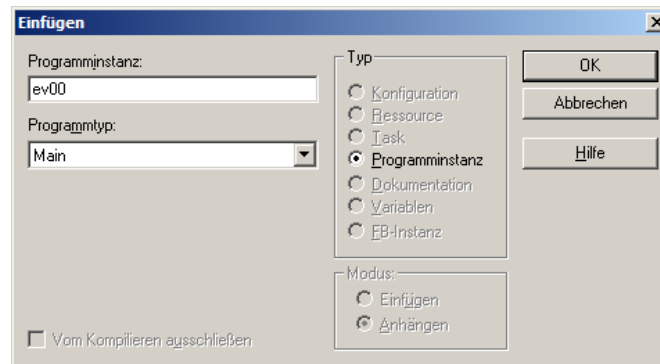 Einfügen
Programminstanz:
ev00
Programmtyp:
Main
Typ
Konfiguration
Ressource
Task
Programminstanz
Dokumentation
Variablen
FB-Instanz
Modus:
Einfügen
Anhängen
OK
Abbrechen
Hilfe
Vom Kompilieren ausschließen